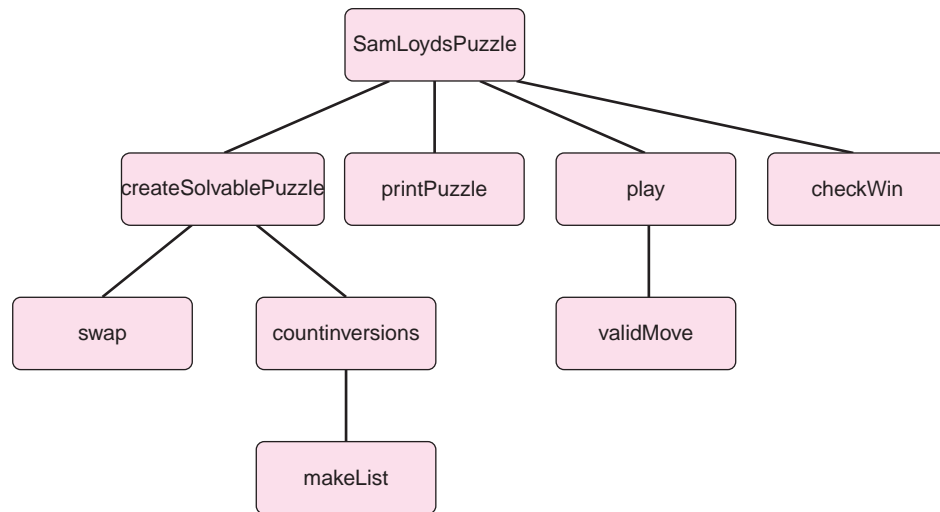 SamLoydsPuzzle
createSolvablePuzzle
printPuzzle
play
checkWin
swap
countinversions
validMove
makeList